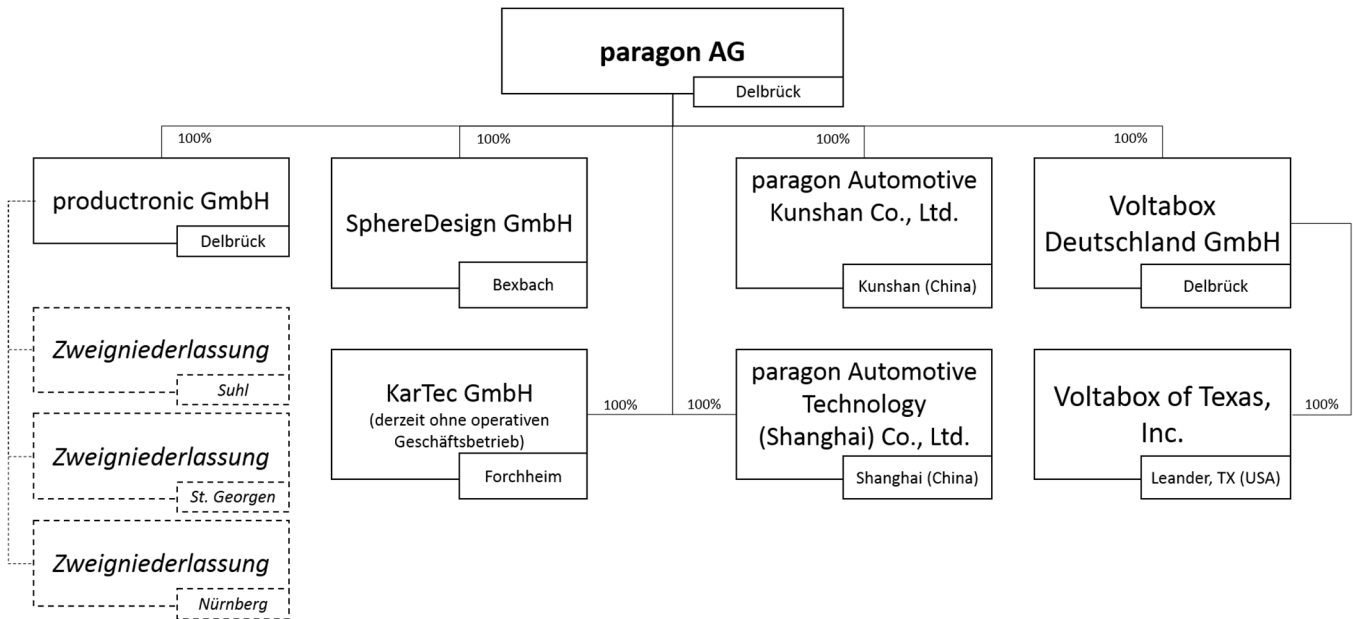 paragon AG
Delbrück
100%
100%
100%
100%
productronic GmbH
Delbrück
SphereDesign GmbH
Bexbach
paragon Automotive
Kunshan Co., Ltd.
Kunshan (China)
Voltabox
Deutschland GmbH
Delbrück
Zweigniederlassung
Suhl
Zweigniederlassung
St. Georgen
Zweigniederlassung
Nürnberg
KarTec GmbH
(derzeit ohne operativen
Geschäftsbetrieb)
Forchheim
100%
100%
paragon Automotive
Technology
(Shanghai) Co., Ltd.
Shanghai (China)
Voltabox of Texas,
Inc.
Leander, TX (USA)
100%